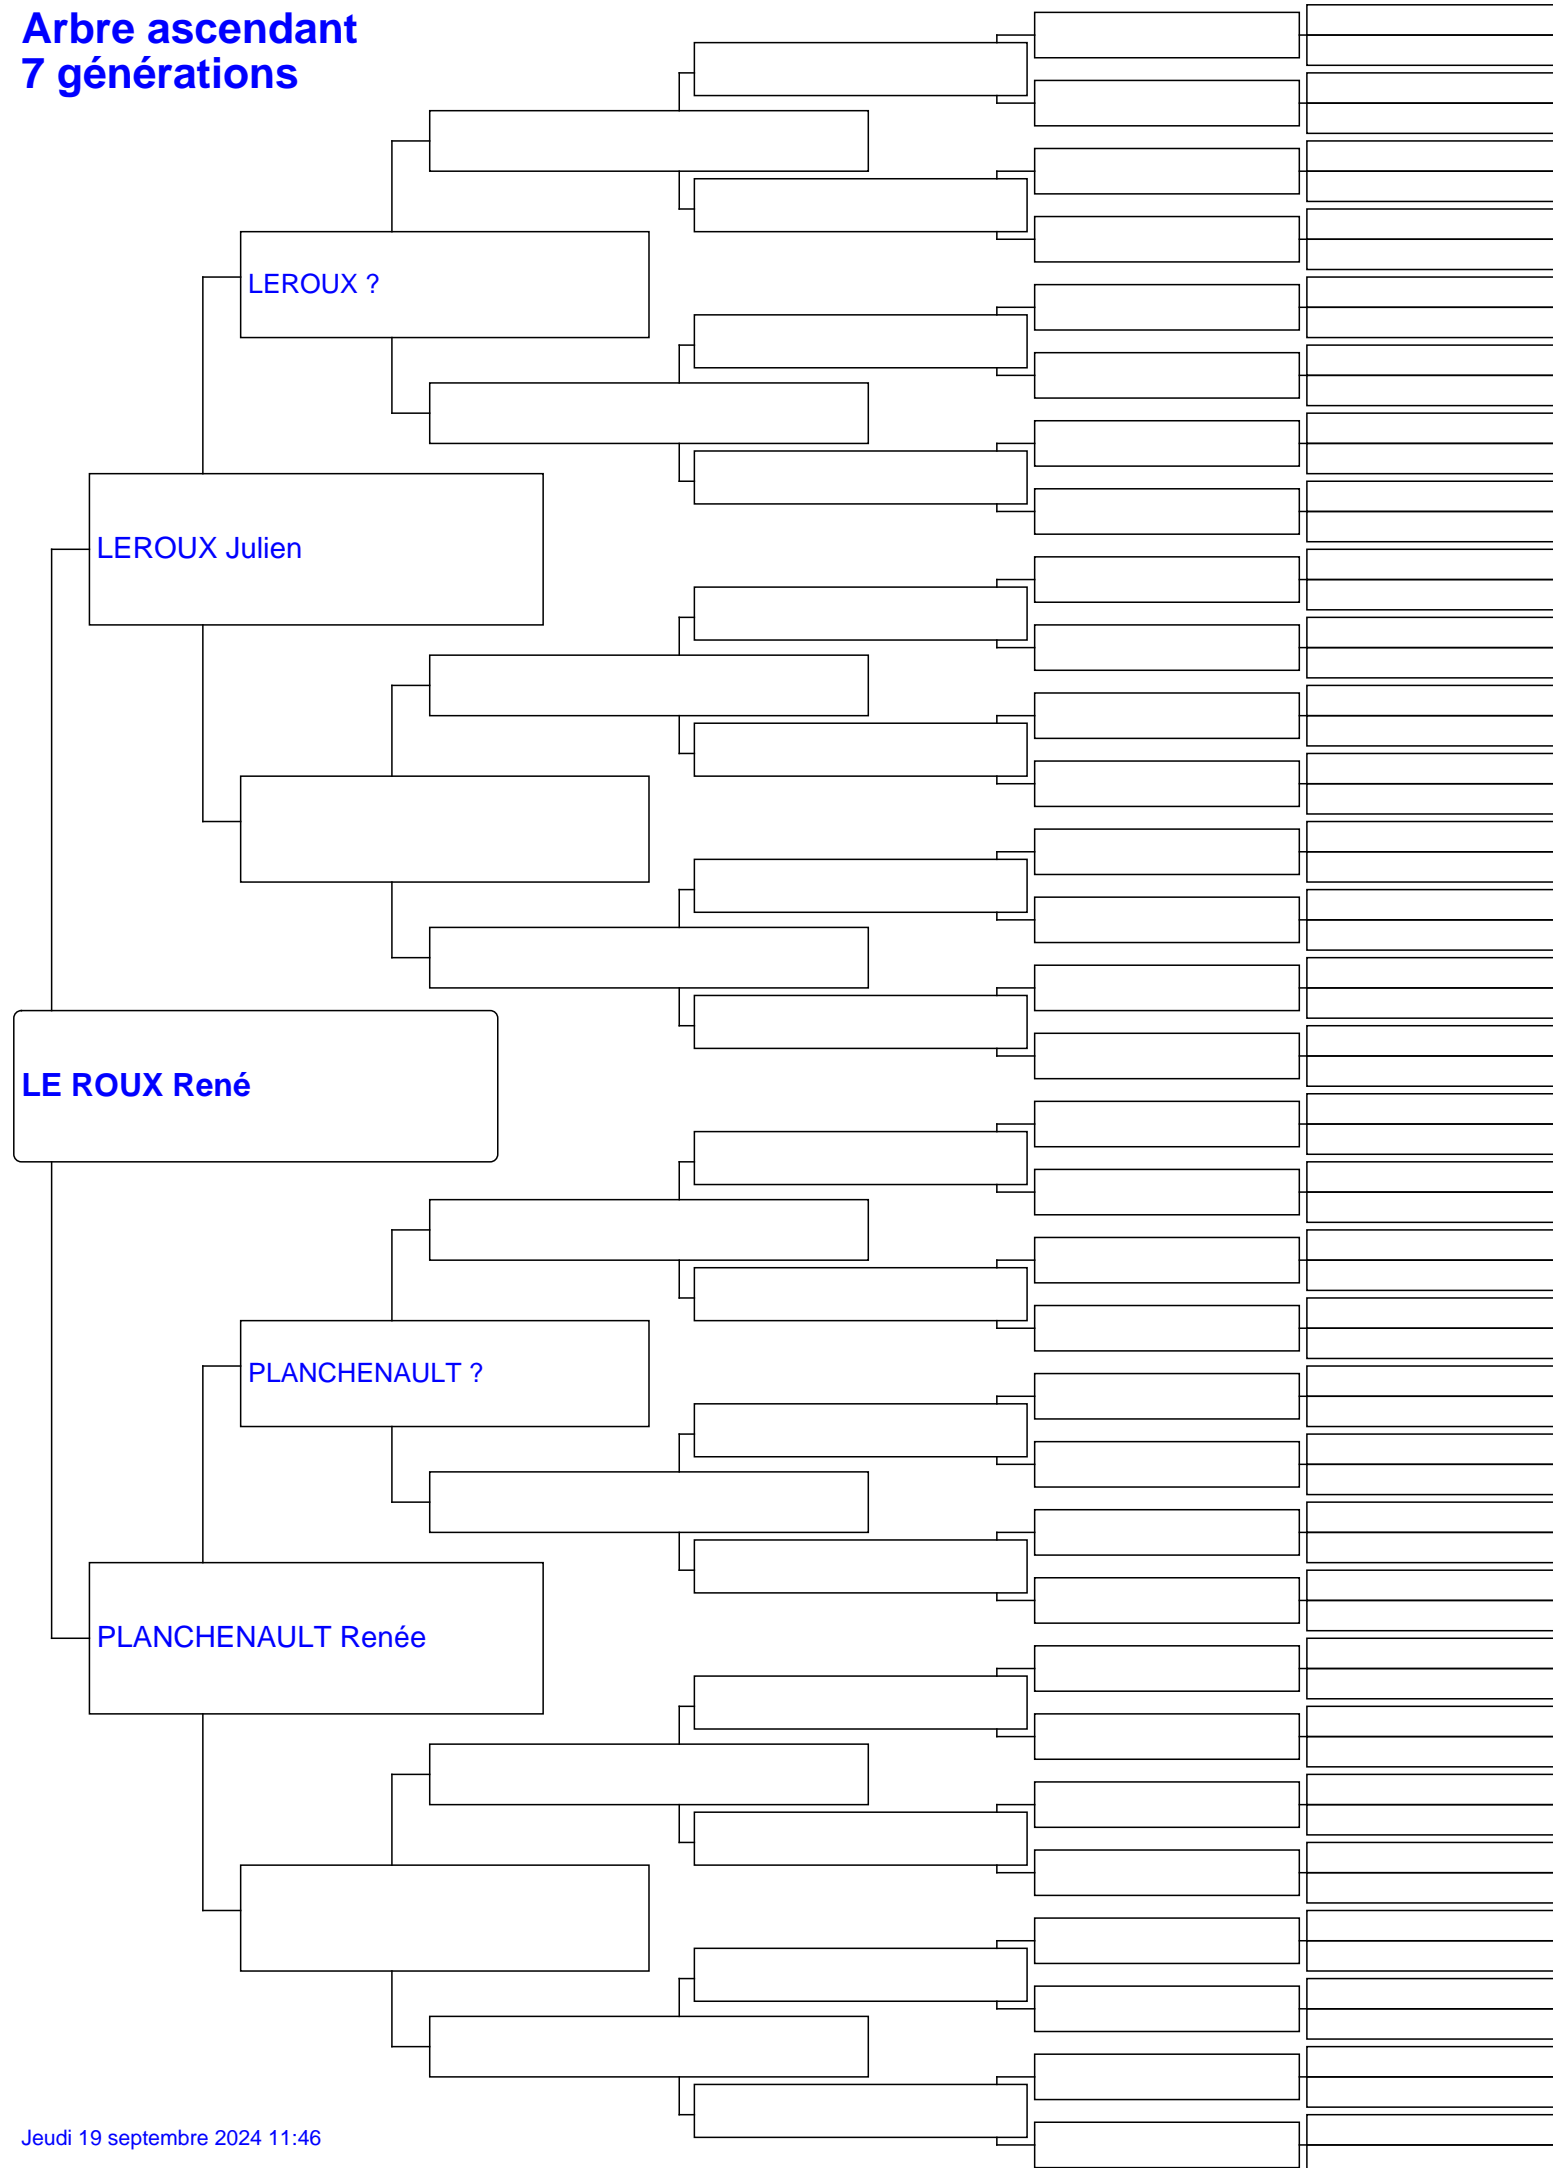 Arbre ascendant
7 générations
LEROUX ?
LEROUX Julien
LE ROUX René
PLANCHENAULT ?
PLANCHENAULT Renée
Jeudi 19 septembre 2024 11:46